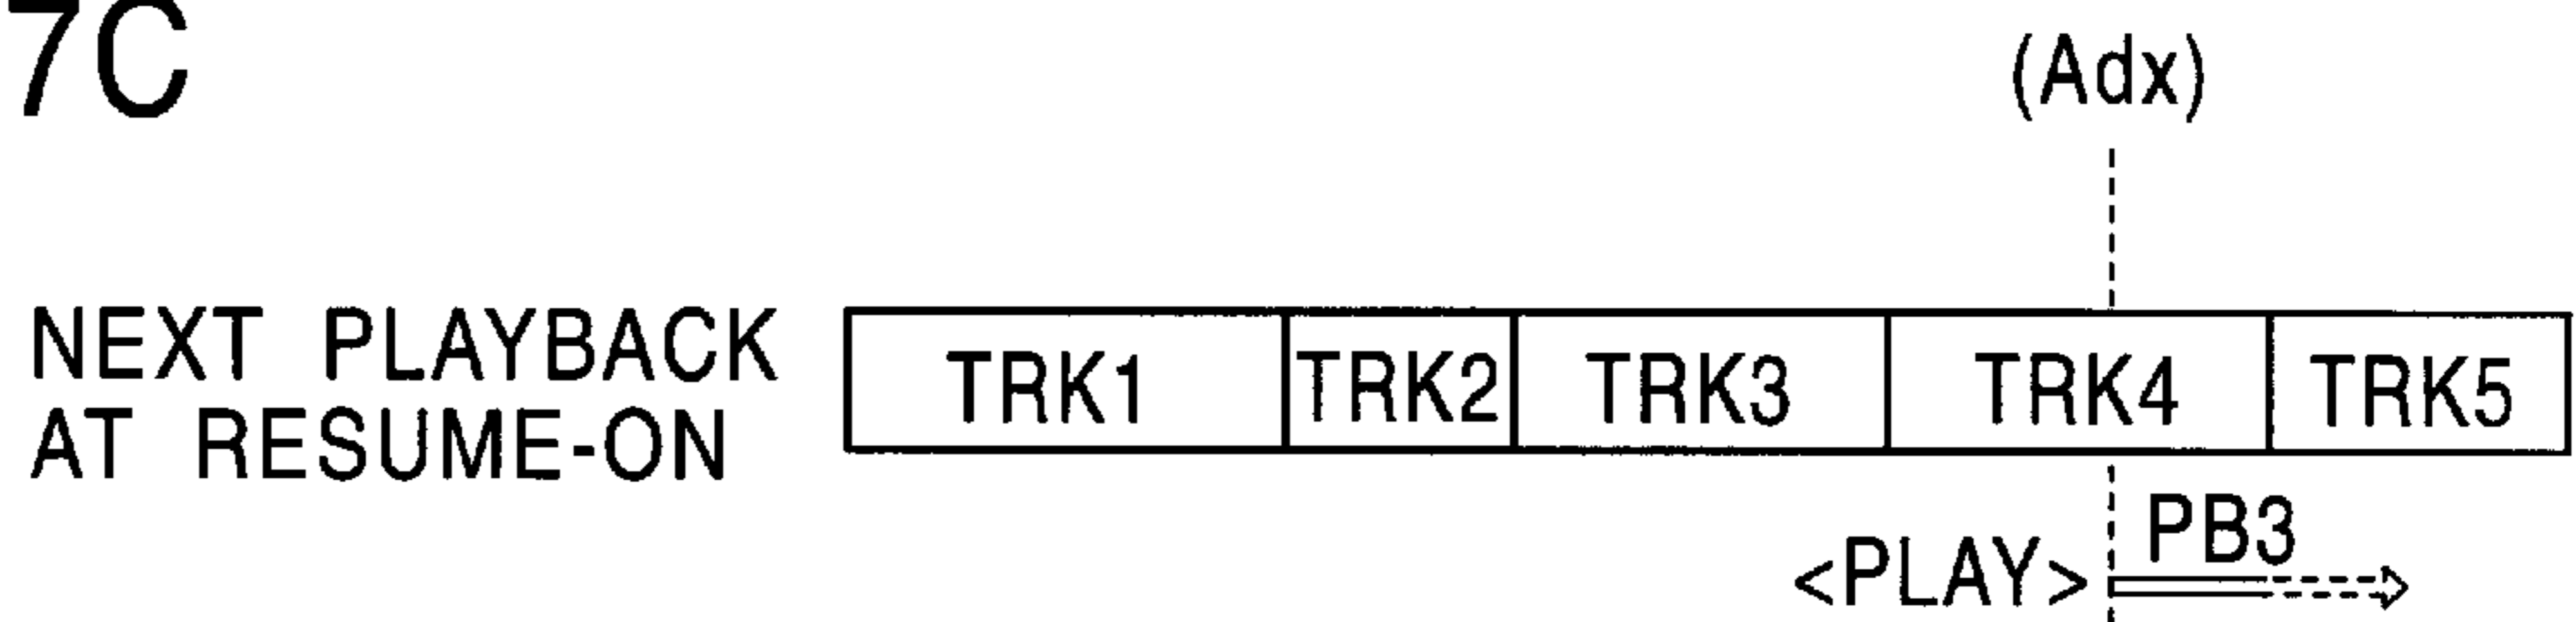 7C
(Adx)
NEXT PLAYBACK
AT RESUME-ON
TRK1 TRK2 TRK3 TRK4 TRK5
PB3
<PLAY>